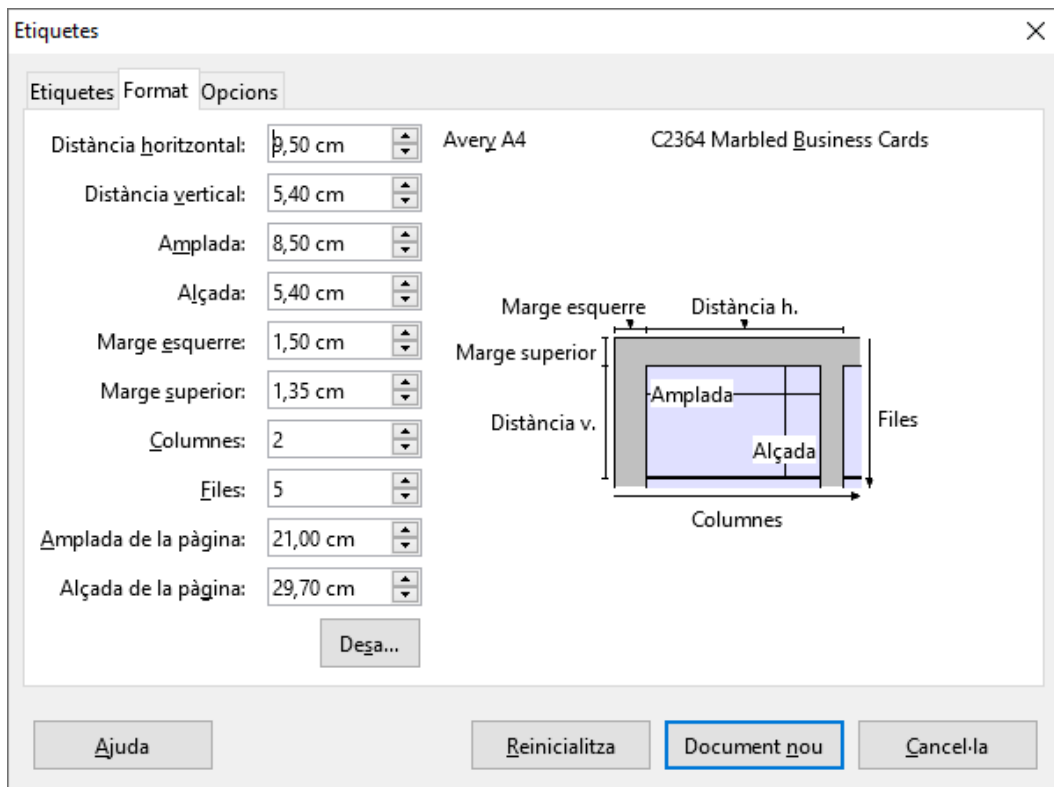 Etiquetes
Etiquetes Format Opcions
Distància horitzontal: 9,50 cm Avery A4 C2364 Marbled Business Cards
Distància vertical: 5,40 cm
Amplada: 8,50 cm
Alçada: 5,40 cm
Marge esquerre: 1,50 cm
Marge superior: 1,35 cm
Columnes: 2
Files: 5
Amplada de la pàgina: 21,00 cm
Alçada de la pàgina: 29,70 cm
Desa...
Marge esquerre Distància h.
Marge superior
Amplada
Distància v. Files
Alçada
Columnes
Ajuda Reinicialitza Document nou Cancel·la